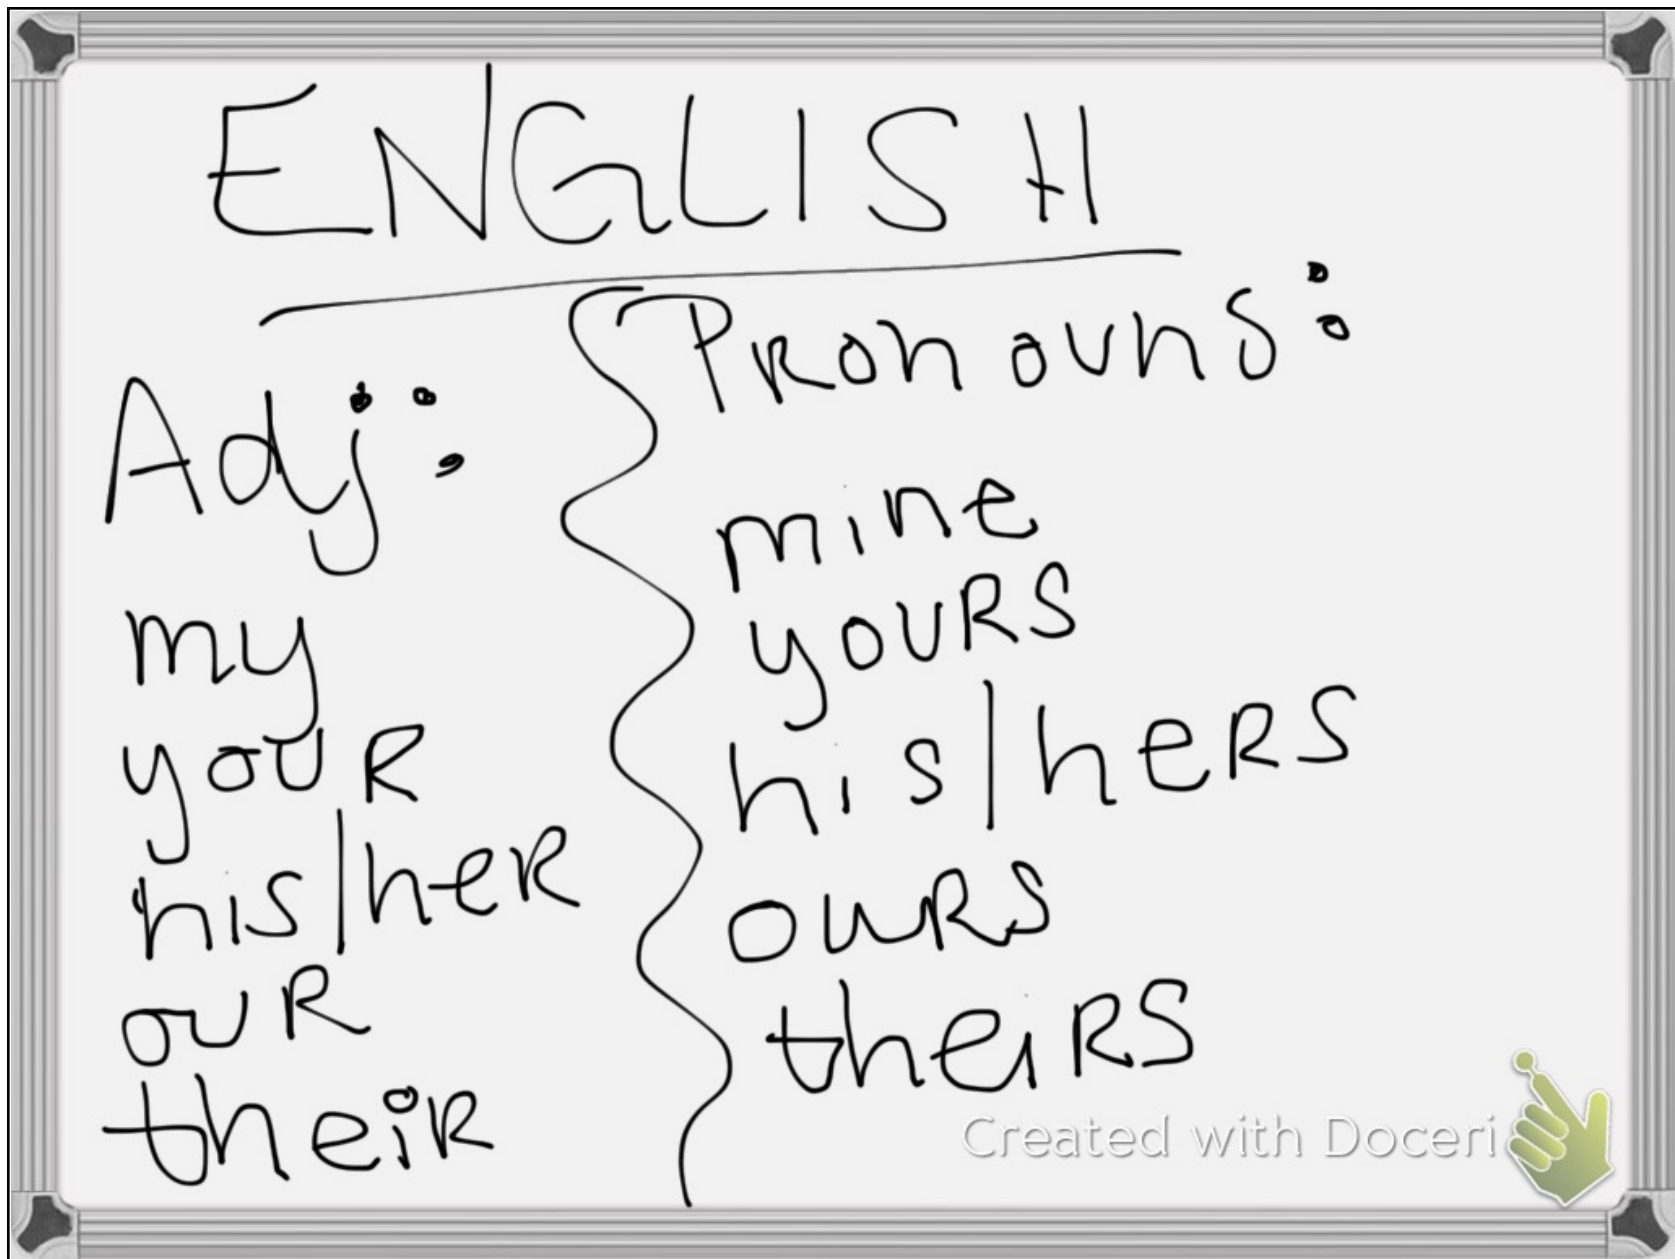 ENGLISH
Adj:
my
youR
his/heR
ouR
theiR
PRonouns:
mine
youRS
his/heRS
ouRS
theiRS
Created with Doceri